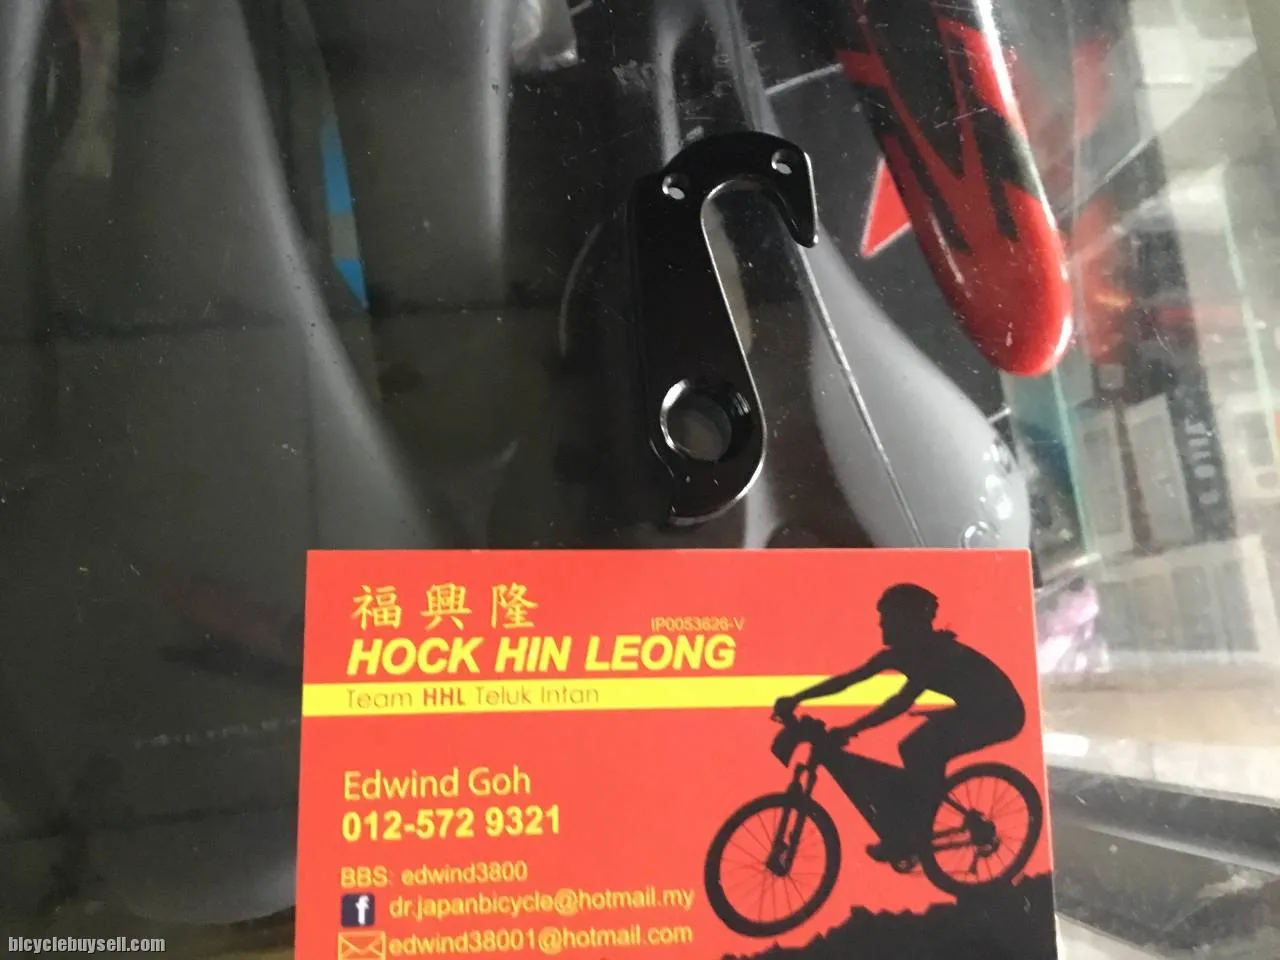 福興隆
IP0053626-V
HOCK HIN LEONG
Team HHL Teluk Intan
Edwind Goh
012-572 9321
BBS: edwind3800
f dr.japanbicycle@hotmail.my
edwind38001@hotmail.com
bicyclebuysell.com